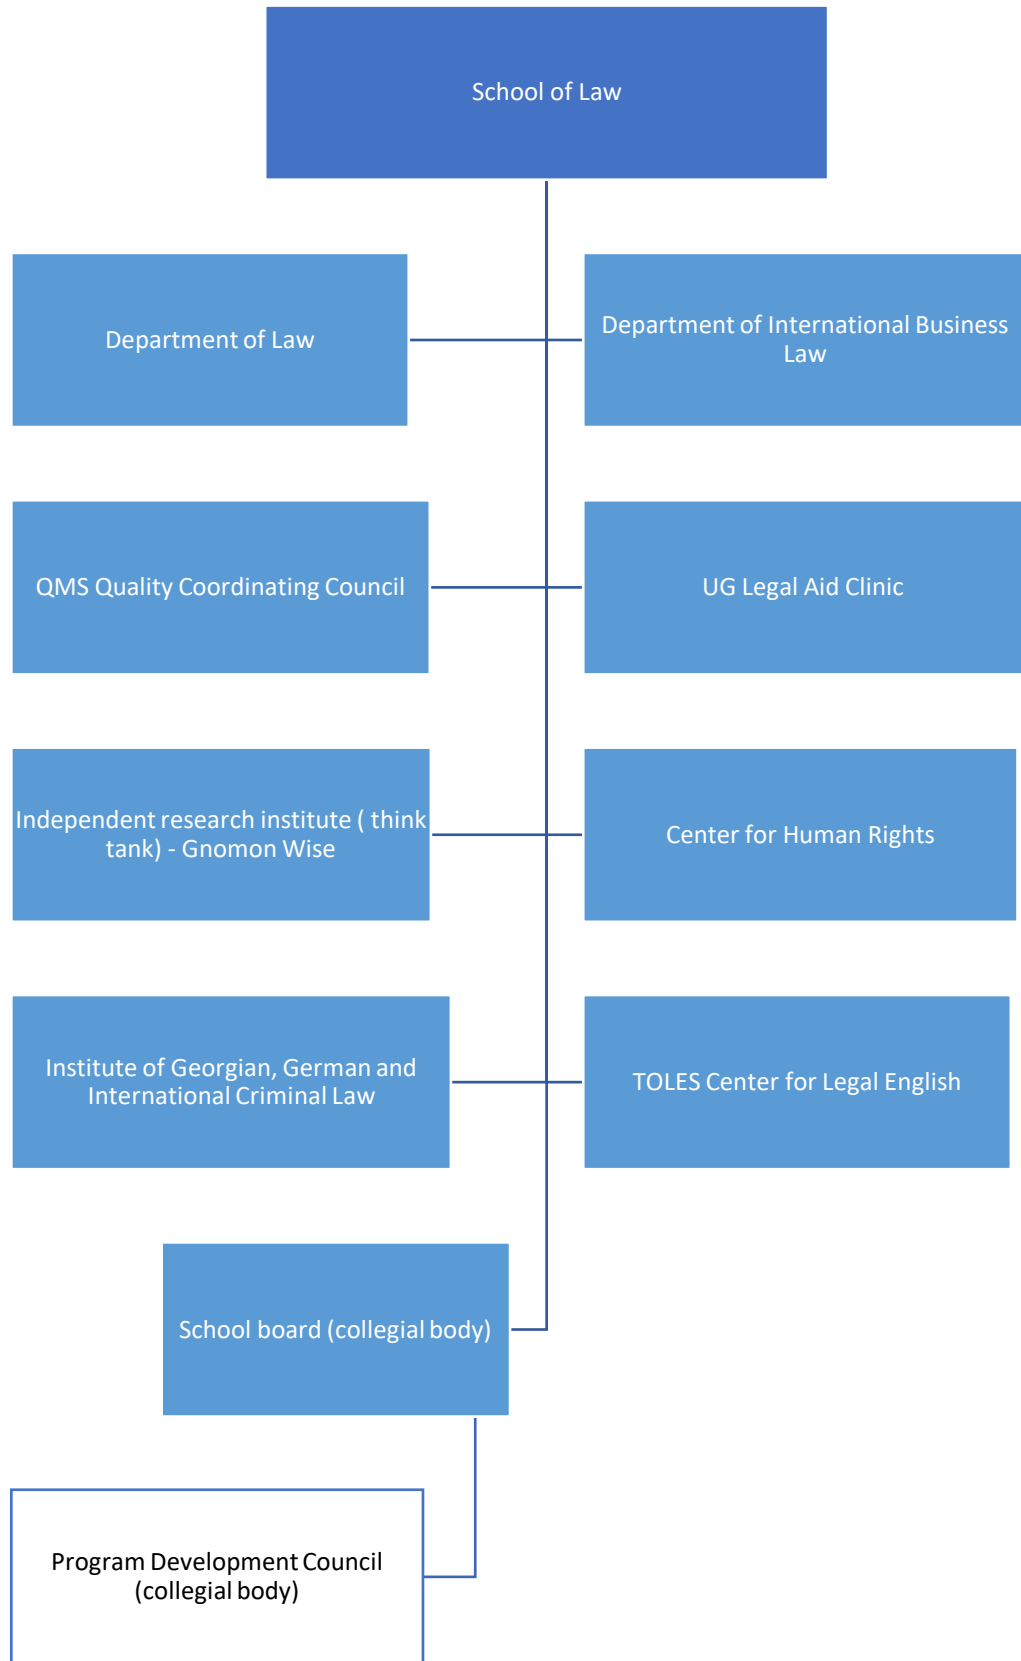 School of Law
Department of Law
Department of International Business
Law
QMS Quality Coordinating Council
UG Legal Aid Clinic
Independent research institute ( think
tank) - Gnomon Wise
Center for Human Rights
Institute of Georgian, German and
International Criminal Law
TOLES Center for Legal English
School board (collegial body)
Program Development Council
(collegial body)